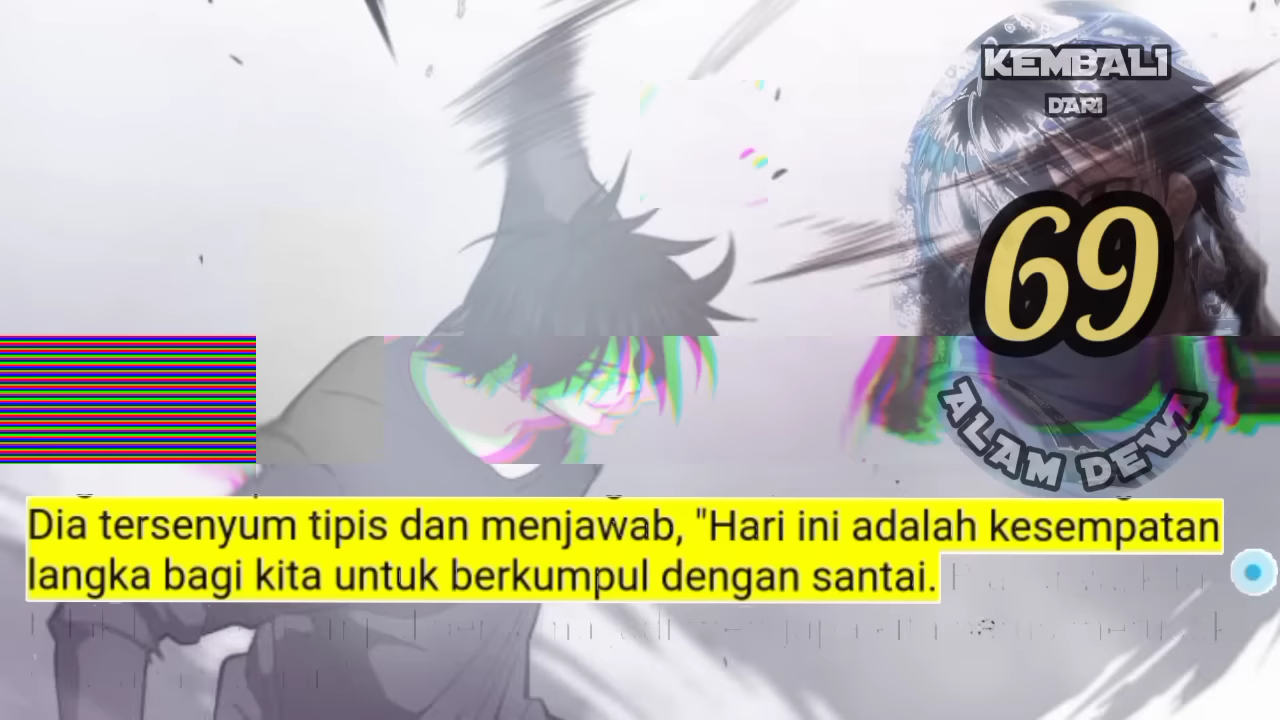 KEMBALI
DARI
69
ALAM DEWA
Dia tersenyum tipis dan menjawab, "Hari ini adalah kesempatan
langka bagi kita untuk berkumpul dengan santai.